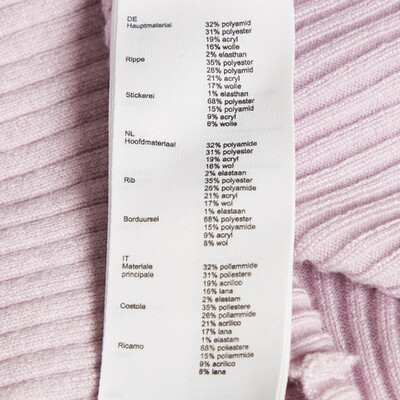 DE
Hauptmaterial 32% polyamid
31% polyester
19% acryl
16% wolle
2% elasthan
Rippe 35% polyester
26% polyamid
21% acryl
17% wolle
1% elasthan
Stickerei 68% polyester
15% polyamid
9% acryl
8% wolle
NL
Hoofdmateriaal 32% polyamide
31% polyester
19% acryl
16% wol
2% elastaan
Rib 35% polyester
26% polyamide
21% acryl
17% wol
1% elastaan
Borduursel 68% polyester
15% polyamide
9% acryl
8% wol
IT
Materiale 32% poliammide
principale 31% poliestere
19% acrilico
16% lana
2% elastam
Costola 35% poliestere
26% poliammide
21% acrilico
17% lana
1% elastam
Ricamo 68% poliestere
15% poliammide
9% acrilico
8% lana